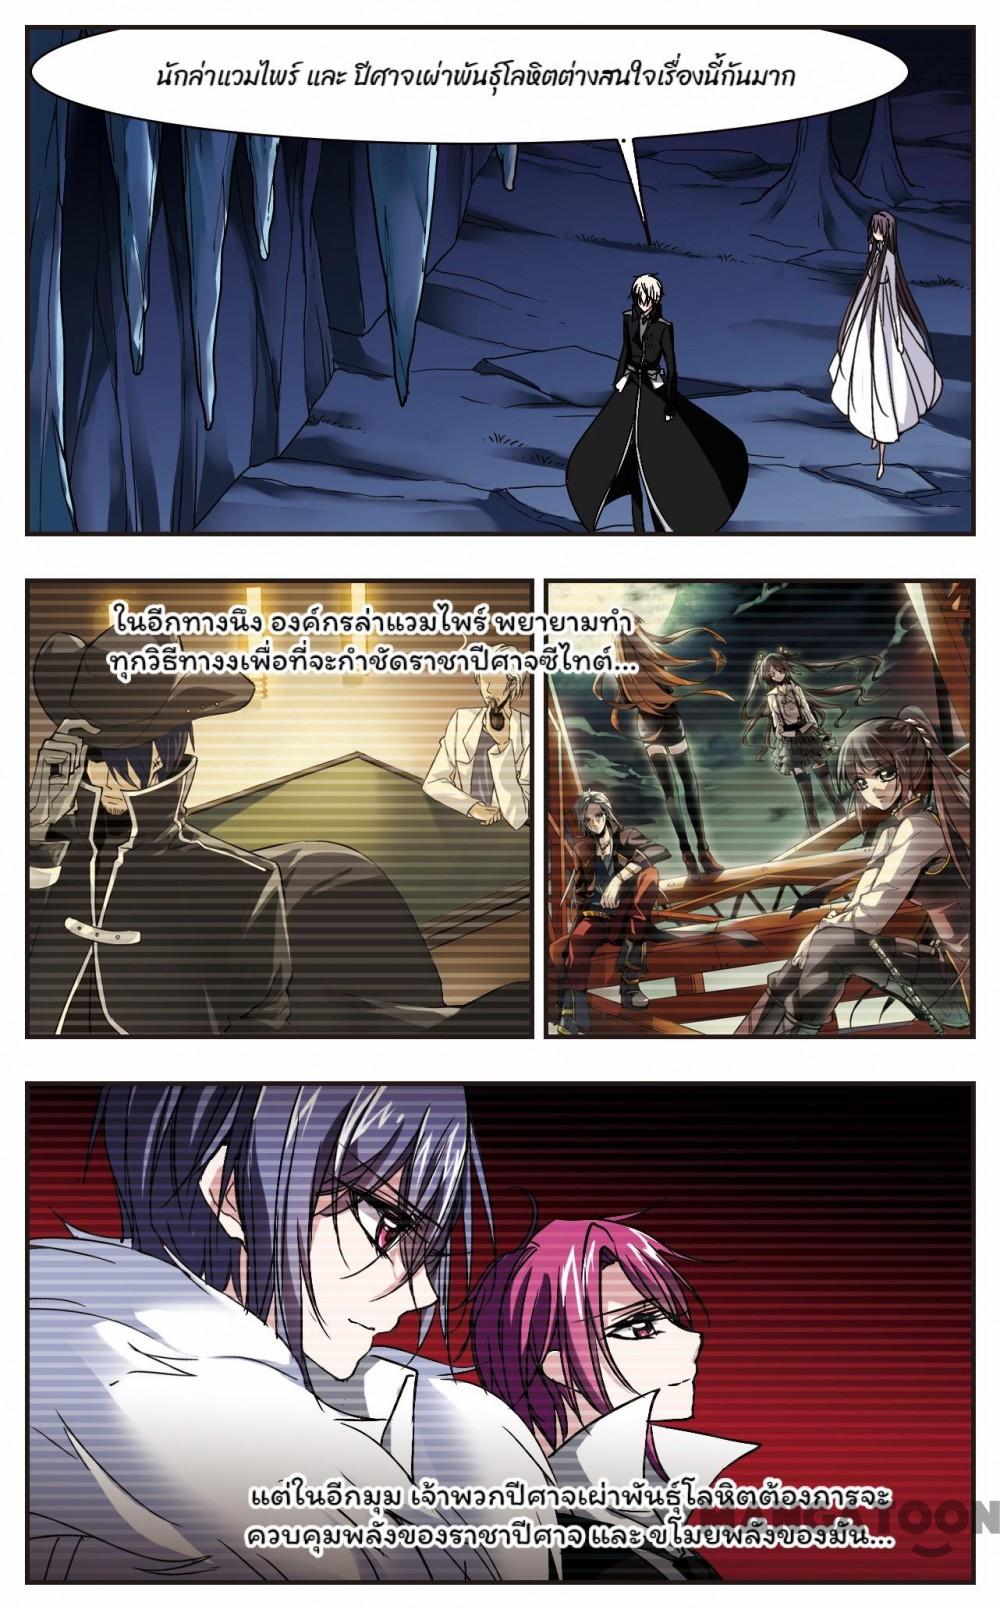 นักล่าแวมไพร์ และ ปีศาจเผ่าพันธุ์โลหิตต่างสนใจเรื่องนี้กันมาก
ในอีกทางนึง องค์กรล่าแวมไพร์ พยายามทำ
ทุกวิธีทางงเพื่อที่จะกำชัดราชาปีศาจซีไทต์...
แต่ในอีกมุม เจ้าพวกปีศาจเผ่าพันธุ์โลหิตต้องการจะ
ควบคุมพลังของราชาปีศาจ และ ขโมยพลังของมัน...
MANGATOON